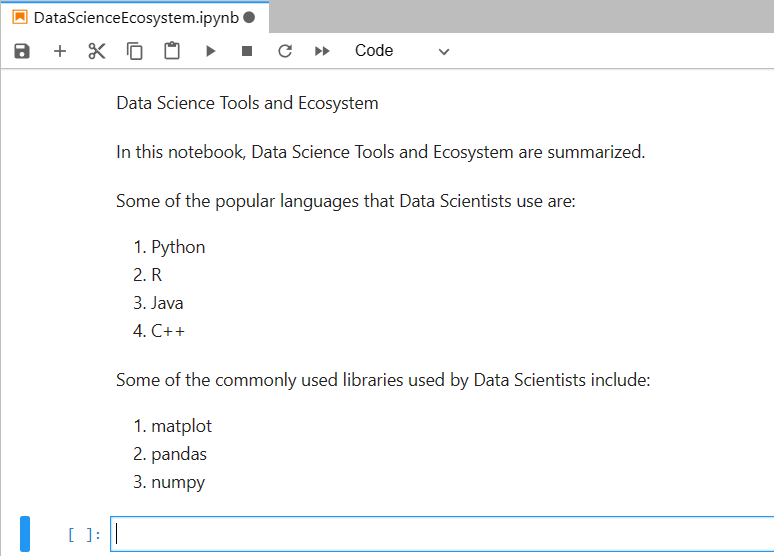 DataScienceEcosystem.ipynb
Code
Data Science Tools and Ecosystem
In this notebook, Data Science Tools and Ecosystem are summarized.
Some of the popular languages that Data Scientists use are:
1. Python
2. R
3. Java
4. C++
Some of the commonly used libraries used by Data Scientists include:
1. matplot
2. pandas
3. numpy
[ ]: